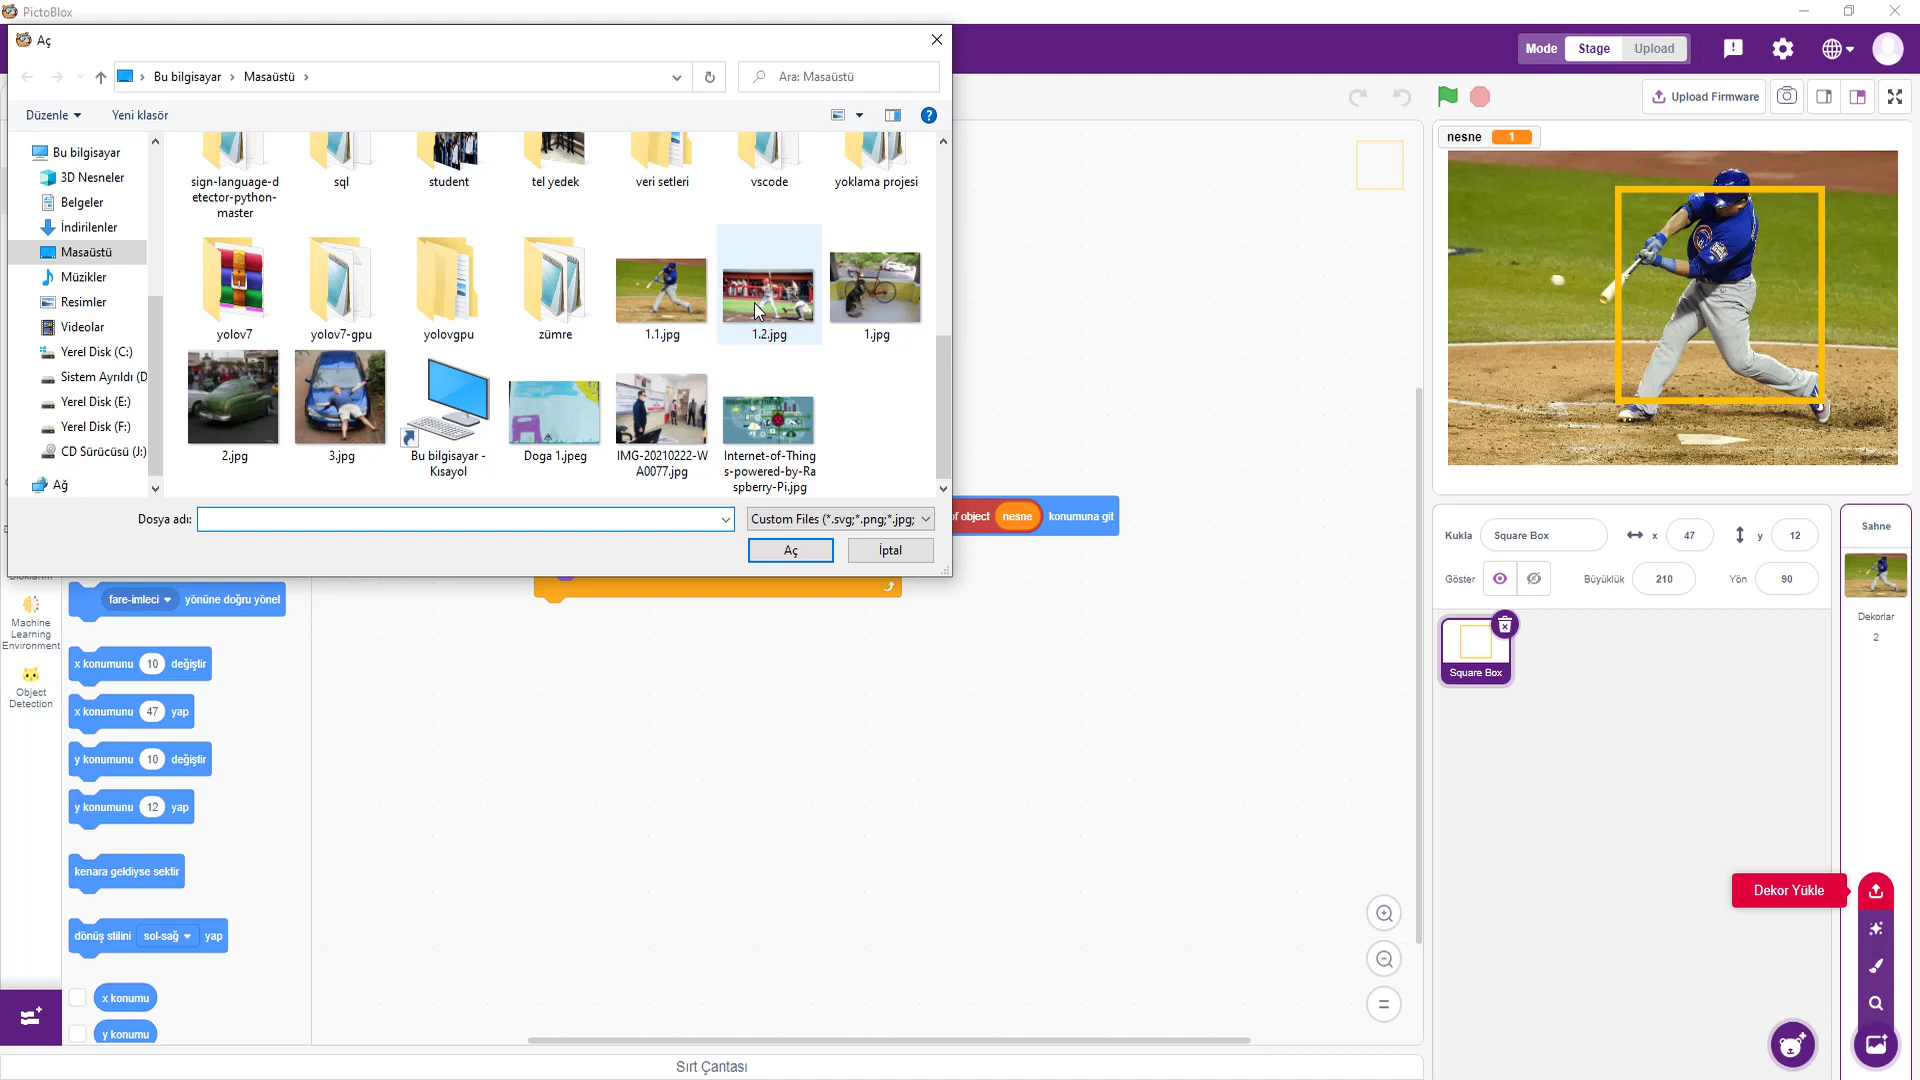 PictoBlox
Aç
Bu bilgisayar
Masaüstü
Ara: Masaüstü
Düzenle
Yeni klasör
Bu bilgisayar
3D Nesneler
Belgeler
İndirilenler
Masaüstü
Müzikler
Resimler
Videolar
Yerel Disk (C:)
Sistem Ayrıldı (D
Yerel Disk (E:)
Yerel Disk (F:)
CD Sürücüsü (J:)
Ağ
sign-language-d
etector-python-
master
sql
student
tel yedek
veri setleri
vscode
yoklama projesi
yolov7
yolov7-gpu
yolovgpu
zümre
1.1.jpg
1.2.jpg
1.jpg
2.jpg
3.jpg
Bu bilgisayar -
Kısayol
Doga 1.jpeg
IMG-20210222-W
A0077.jpg
Internet-of-Thing
s-powered-by-Ra
spberry-Pi.jpg
Dosya adı:
Custom Files (*.svg;*.png;*.jpg;
Aç
İptal
Mode
Stage
Upload
Upload Firmware
nesne 1
of object nesne konumuna git
Machine
Learning
Environment
Object
Detection
fare-imleci yönüne doğru yönel
x konumunu 10 değiştir
x konumunu 47 yap
y konumunu 10 değiştir
y konumunu 12 yap
kenara geldiyse sektir
dönüş stilini sol-sağ yap
x konumu
y konumu
Sırt Çantası
Kukla
Square Box
x 47
y 12
Göster
Büyüklük
210
Yön
90
Square Box
Sahne
Dekorlar
2
Dekor Yükle